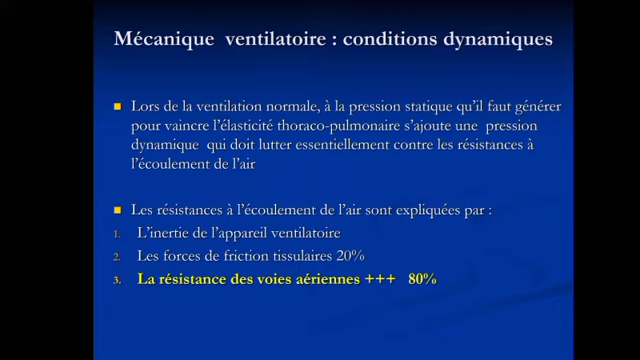 Mécanique ventilatoire : conditions dynamiques
Lors de la ventilation normale, à la pression statique qu'il faut générer
pour vaincre l'élasticité thoraco-pulmonaire s'ajoute une pression
dynamique qui doit lutter essentiellement contre les résistances à
l'écoulement de l'air
Les résistances à l'écoulement de l'air sont expliquées par :
1. L'inertie de l'appareil ventilatoire
2. Les forces de friction tissulaires 20%
3. La résistance des voies aériennes +++ 80%